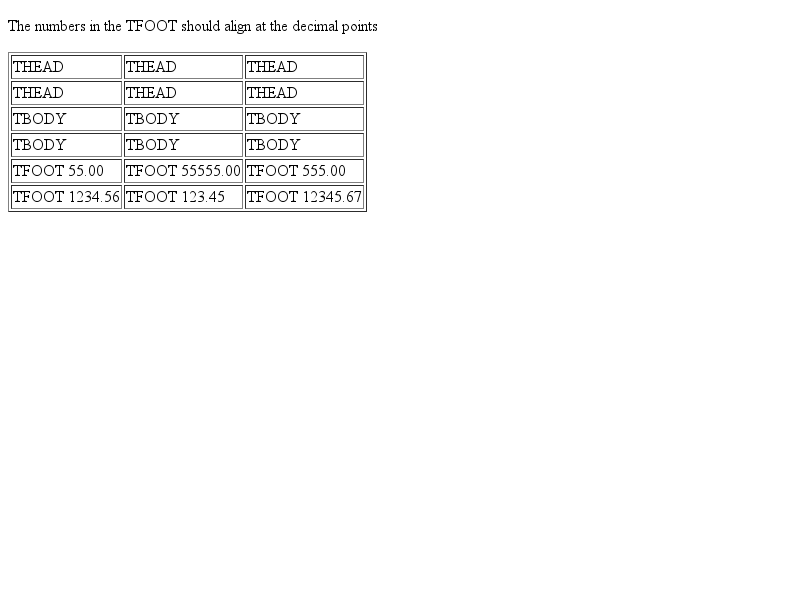 The numbers in the TFOOT should align at the decimal points
THEAD THEAD THEAD
THEAD THEAD THEAD
TBODY TBODY TBODY
TBODY TBODY TBODY
TFOOT 55.00 TFOOT 55555.00 TFOOT 555.00
TFOOT 1234.56 TFOOT 123.45 TFOOT 12345.67